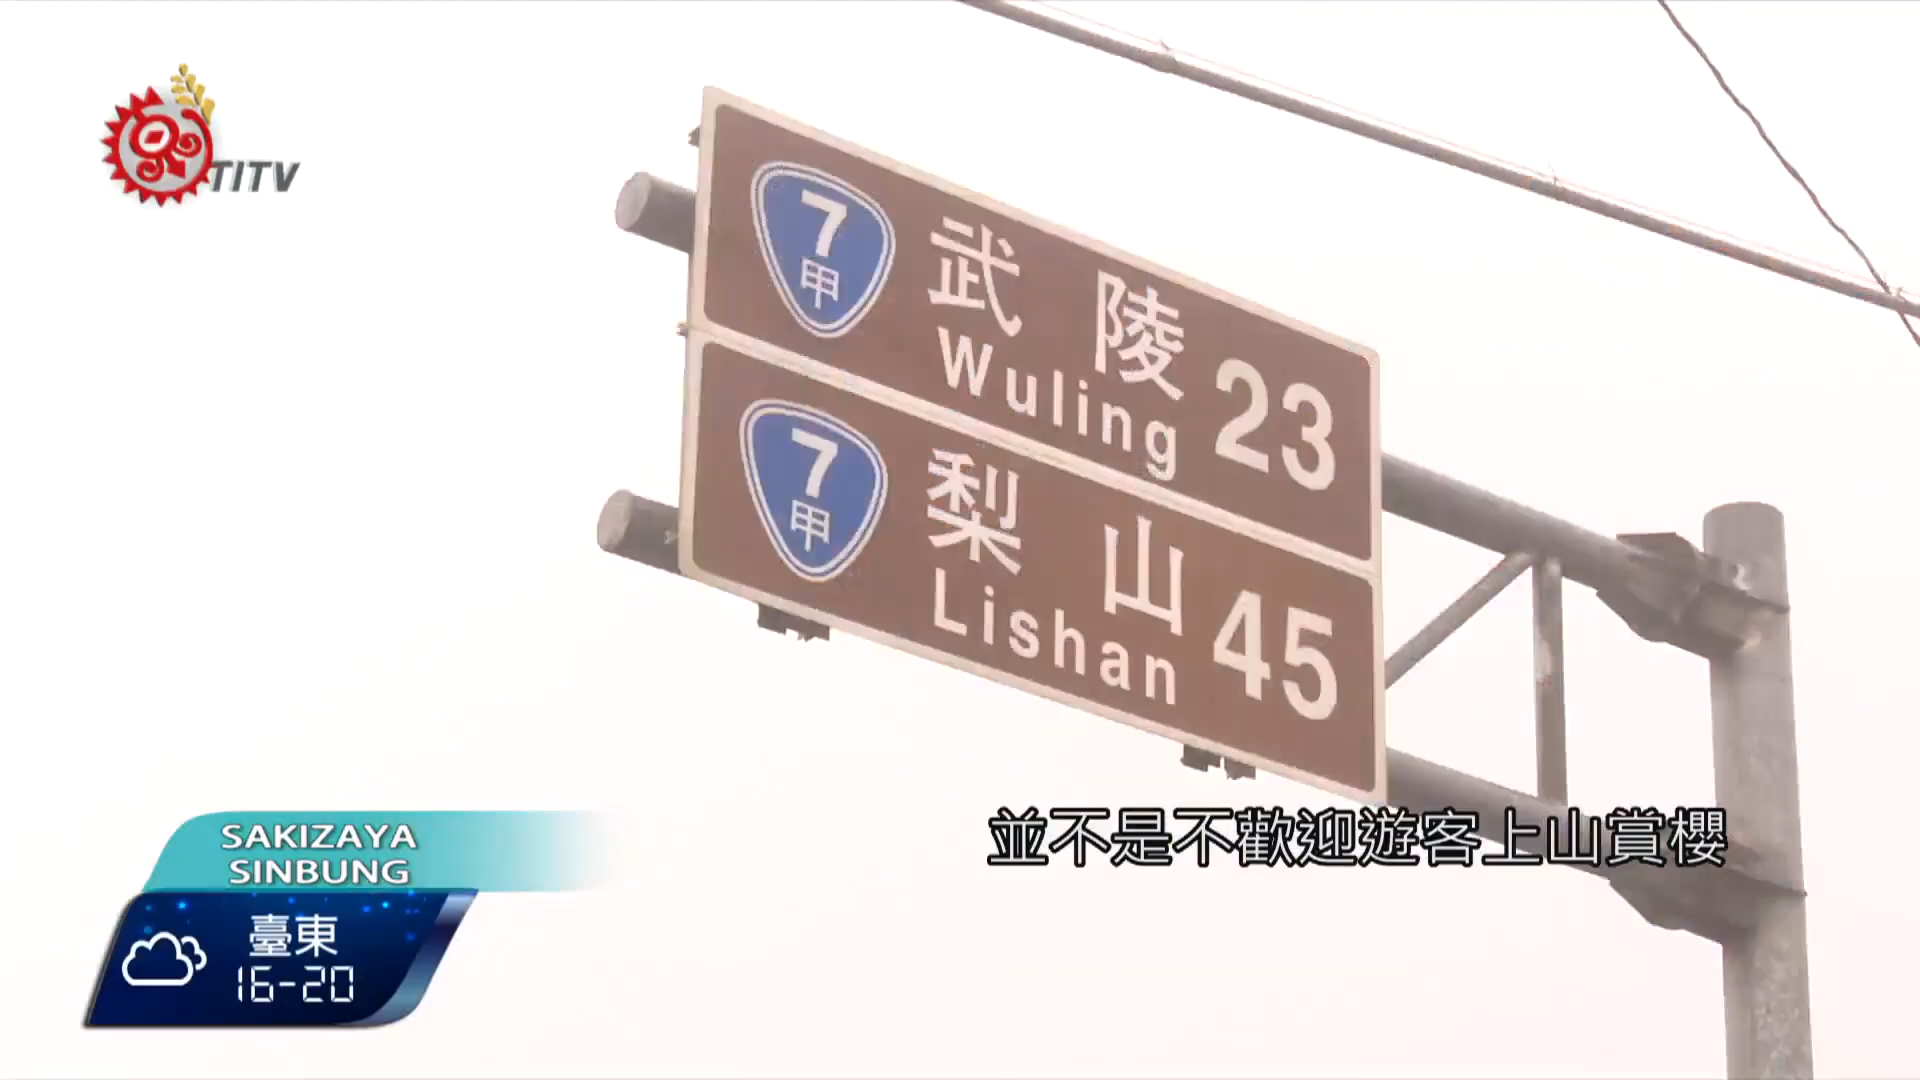 TITV
7
甲
武陵 23
Wuling
7
甲
梨山 45
Lishan
並不是不歡迎遊客上山賞櫻
SAKIZAYA
SINBUNG
臺東
16-20